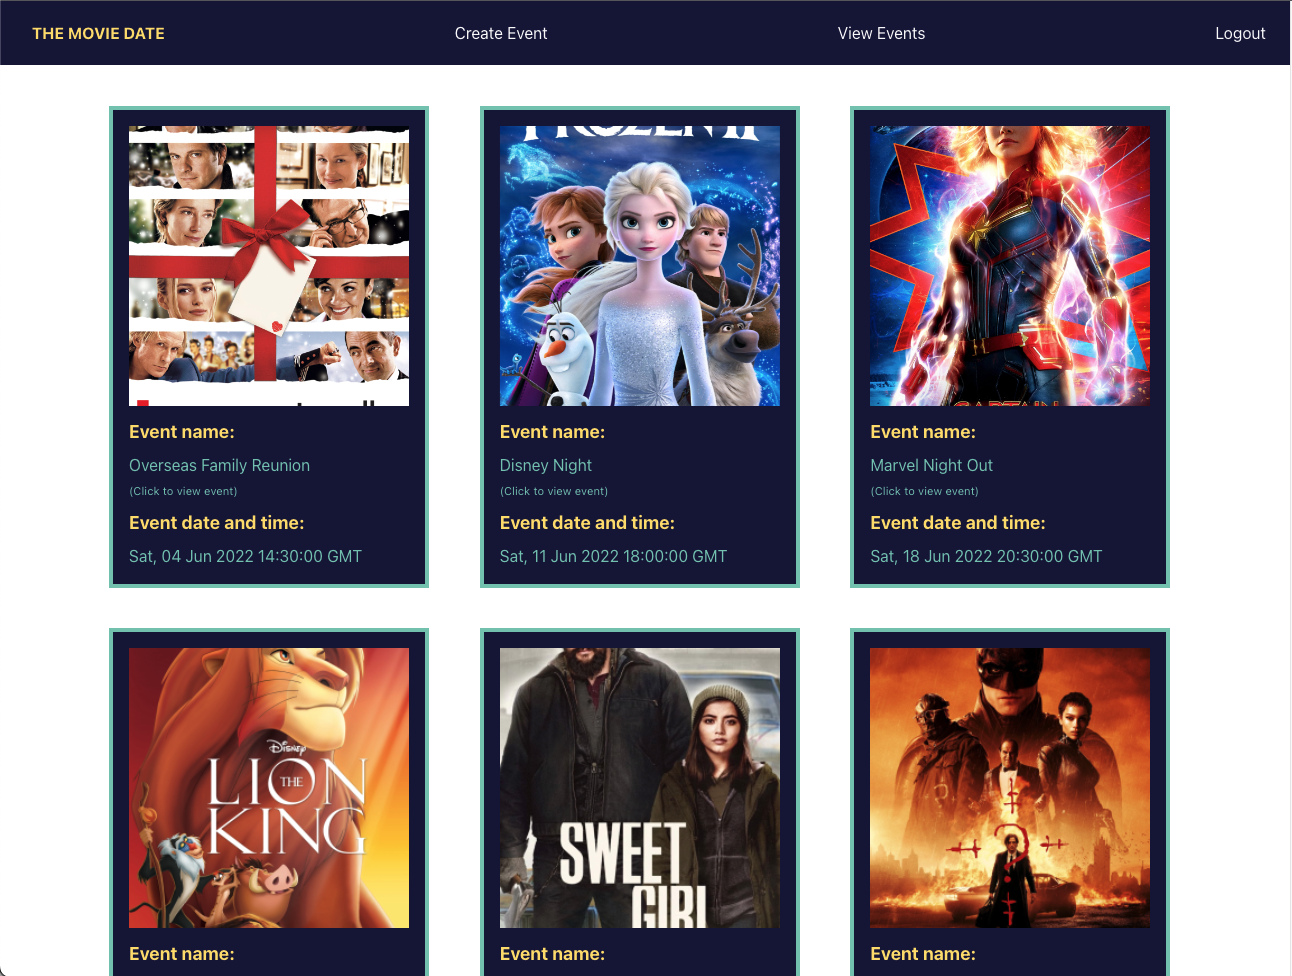 THE MOVIE DATE
Create Event
View Events
Logout
FROZEN II
Event name:
Overseas Family Reunion
(Click to view event)
Event date and time:
Sat, 04 Jun 2022 14:30:00 GMT
Event name:
Disney Night
(Click to view event)
Event date and time:
Sat, 11 Jun 2022 18:00:00 GMT
Event name:
Marvel Night Out
(Click to view event)
Event date and time:
Sat, 18 Jun 2022 20:30:00 GMT
Disney
THE
LION
KING
Event name:
SWEET
GIRL
Event name:
Event name: